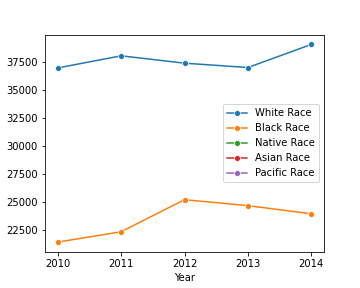 37500
35000
32500
30000
27500
25000
22500
White Race
Black Race
Native Race
Asian Race
Pacific Race
2010 2011 2012 2013 2014
Year